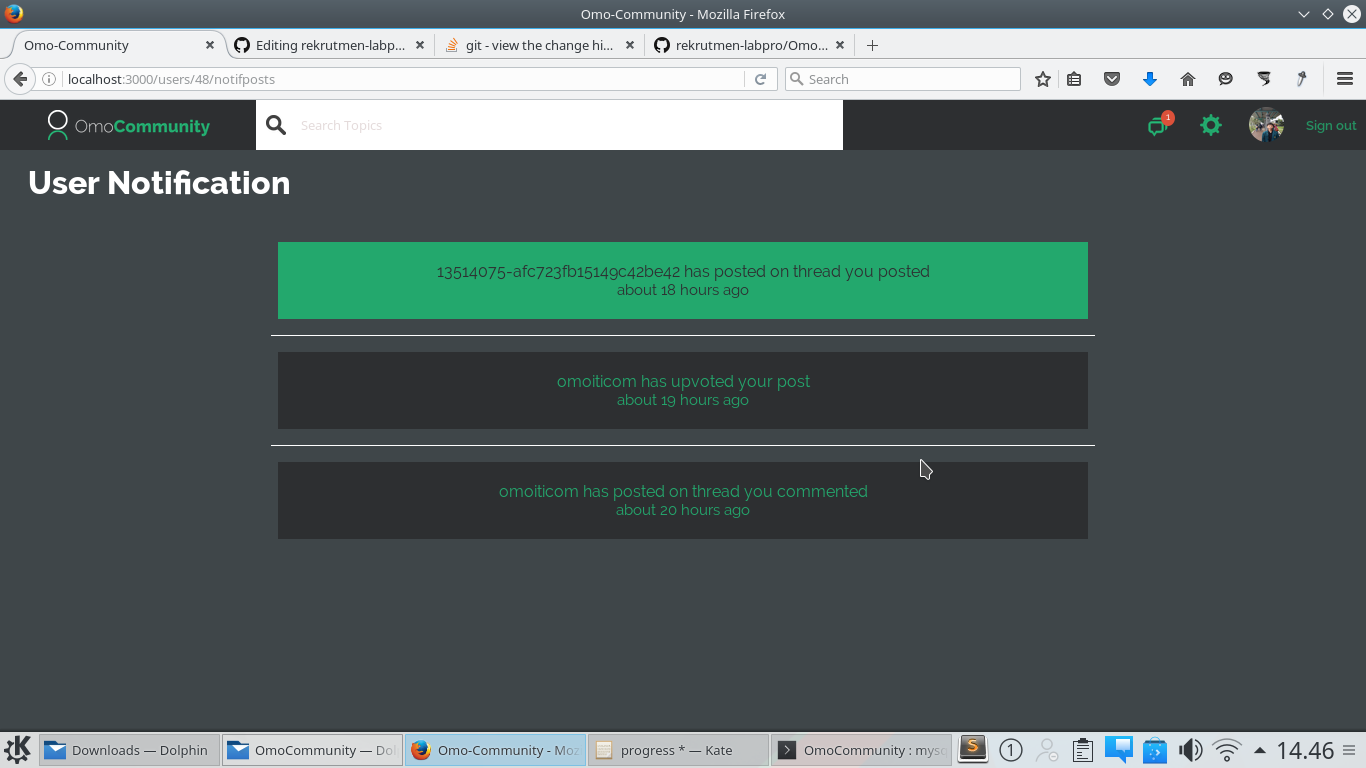 Omo-Community - Mozilla Firefox
Omo-Community
Editing rekrutmen-labp...
git - view the change hi...
rekrutmen-labpro/Omo...
localhost:3000/users/48/notifposts
Search
OmoCommunity
Search Topics
1
Sign out
User Notification
13514075-afc723fb15149c42be42 has posted on thread you posted
about 18 hours ago
omoiticom has upvoted your post
about 19 hours ago
omoiticom has posted on thread you commented
about 20 hours ago
Downloads — Dolphin
OmoCommunity — Dol
Omo-Community - Moz
progress * — Kate
OmoCommunity : mysq
S
1
14.46